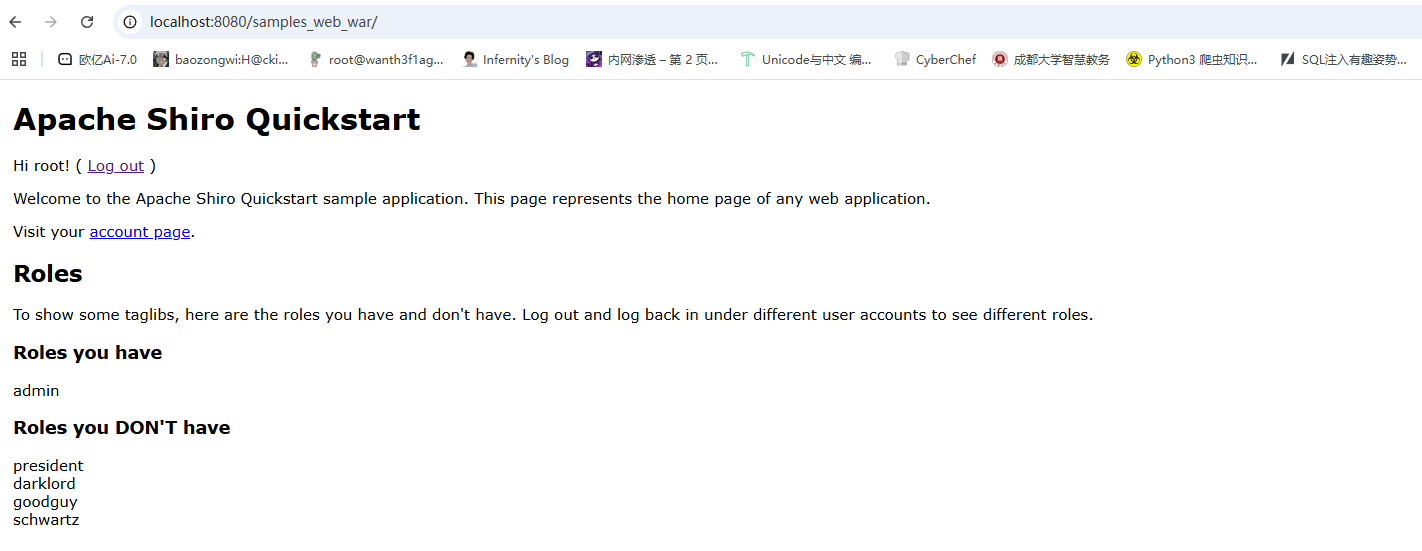 localhost:8080/samples_web_war/
欧亿Ai-7.0 baozongwi:H@cki... root@wanth3f1ag... Infernity's Blog 内网渗透 – 第 2 页... Unicode与中文 编... CyberChef 成都大学智慧教务 Python3 爬虫知识... SQL注入有趣姿势...
Apache Shiro Quickstart
Hi root! ( Log out )
Welcome to the Apache Shiro Quickstart sample application. This page represents the home page of any web application.
Visit your account page.
Roles
To show some taglibs, here are the roles you have and don't have. Log out and log back in under different user accounts to see different roles.
Roles you have
admin
Roles you DON'T have
president
darklord
goodguy
schwartz